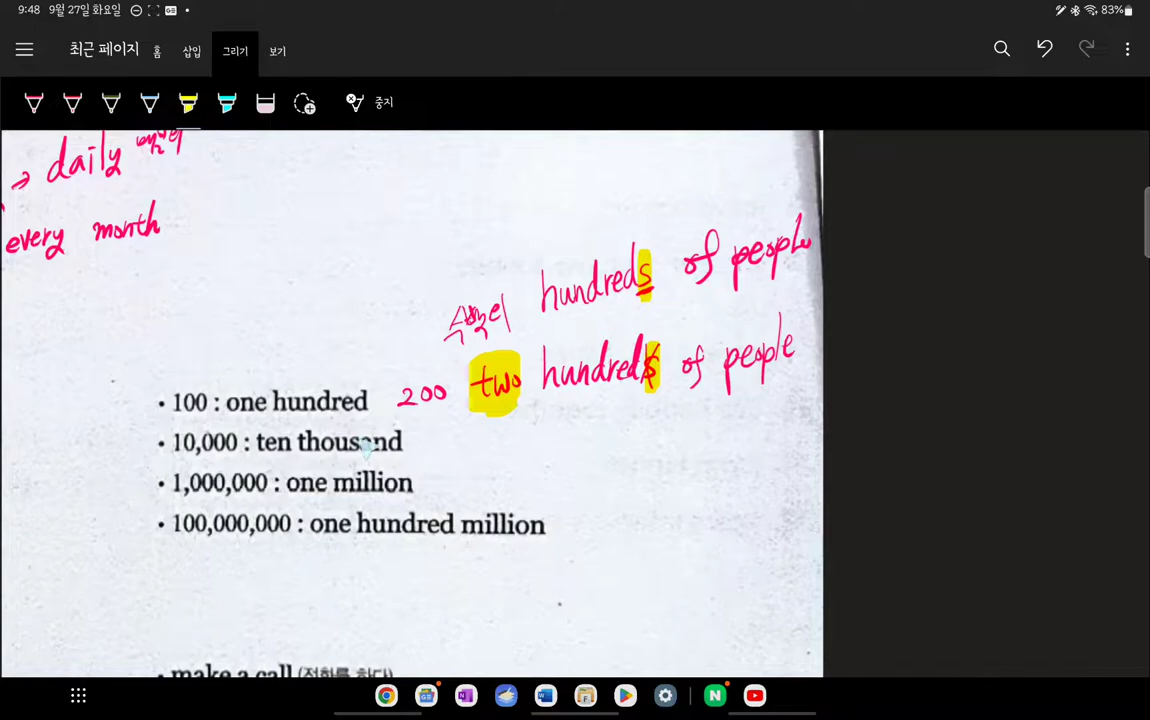 9:48 9월 27일 화요일
83%
최근 페이지 홈 삽입 그리기 보기
중지
→ daily
every month
hundreds of people
수백의
200 two hundreds of people
• 100 : one hundred
• 10,000 : ten thousand
• 1,000,000 : one million
• 100,000,000 : one hundred million
• make a call (전화를 하다)